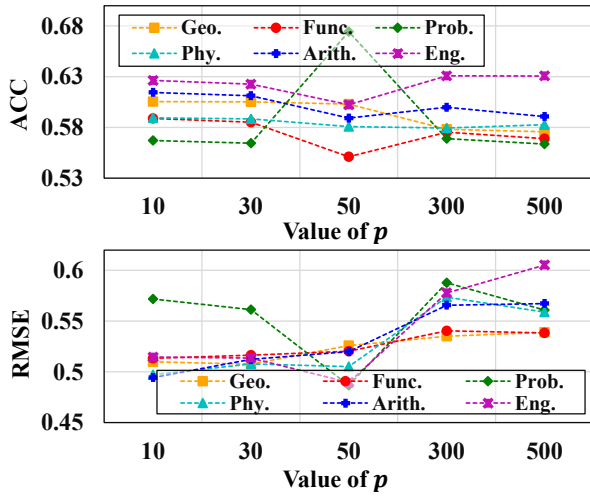 0.68
0.63
0.58
0.53
ACC
Geo. Func. Prob.
Phy. Arith. Eng.
10 30 50 300 500
Value of p
0.6
0.55
0.5
0.45
RMSE
Geo. Func. Prob.
Phy. Arith. Eng.
10 30 50 300 500
Value of p